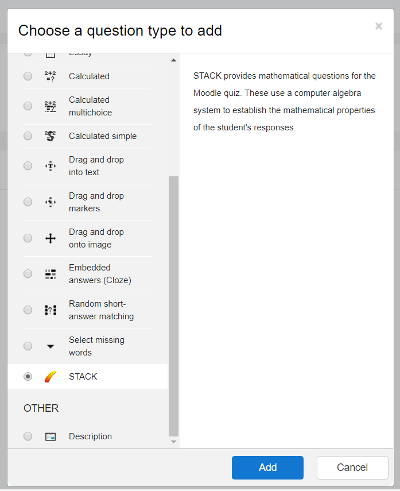 Choose a question type to add
×
Essay
Calculated
Calculated
multichoice
Calculated simple
Drag and drop
into text
Drag and drop
markers
Drag and drop
onto image
Embedded
answers (Cloze)
Random short-
answer matching
Select missing
words
STACK
OTHER
Description
STACK provides mathematical questions for the
Moodle quiz. These use a computer algebra
system to establish the mathematical properties
of the student's responses.
Add
Cancel